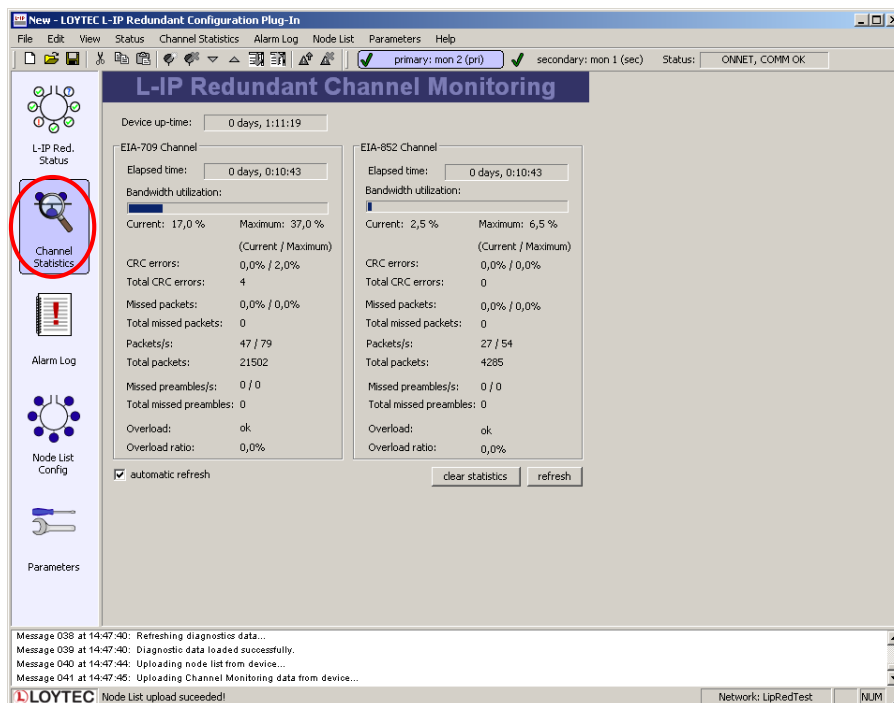 New - LOYTEC L-IP Redundant Configuration Plug-In
File Edit View Status Channel Statistics Alarm Log Node List Parameters Help
primary: mon 2 (pri) secondary: mon 1 (sec) Status: ONNET, COMM OK
L-IP Redundant Channel Monitoring
Device up-time: 0 days, 1:11:19
L-IP Red.
Status
Channel
Statistics
Alarm Log
Node List
Config
Parameters
EIA-709 Channel
Elapsed time: 0 days, 0:10:43
Bandwidth utilization:
Current: 17,0 % Maximum: 37,0 %
(Current / Maximum)
CRC errors: 0,0% / 2,0%
Total CRC errors: 4
Missed packets: 0,0% / 0,0%
Total missed packets: 0
Packets/s: 47 / 79
Total packets: 21502
Missed preambles/s: 0 / 0
Total missed preambles: 0
Overload: ok
Overload ratio: 0,0%
EIA-852 Channel
Elapsed time: 0 days, 0:10:43
Bandwidth utilization:
Current: 2,5 % Maximum: 6,5 %
(Current / Maximum)
CRC errors: 0,0% / 0,0%
Total CRC errors: 0
Missed packets: 0,0% / 0,0%
Total missed packets: 0
Packets/s: 27 / 54
Total packets: 4285
Missed preambles/s: 0 / 0
Total missed preambles: 0
Overload: ok
Overload ratio: 0,0%
automatic refresh clear statistics refresh
Message 038 at 14:47:40: Refreshing diagnostics data...
Message 039 at 14:47:40: Diagnostic data loaded successfully.
Message 040 at 14:47:44: Uploading node list from device...
Message 041 at 14:47:45: Uploading Channel Monitoring data from device...
LOYTEC Node List upload suceeded! Network: LipRedTest NUM